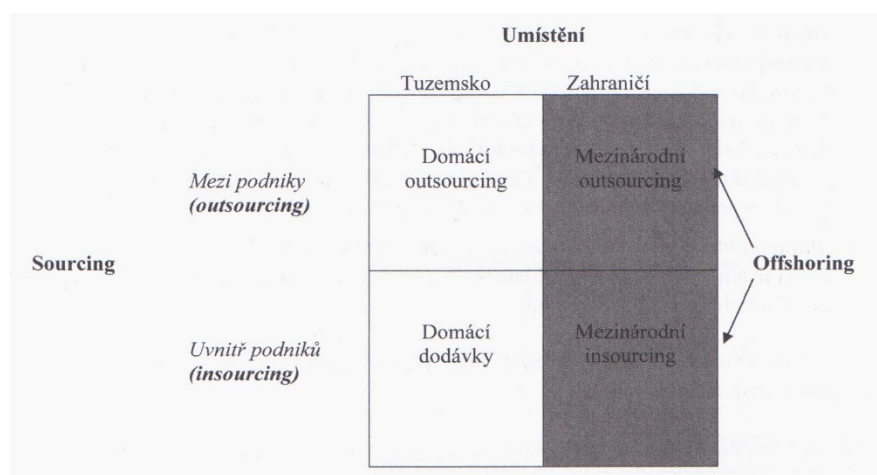 Umístění
Tuzemsko Zahraničí
Domácí
outsourcing
Mezinárodní
outsourcing
Mezi podniky
(outsourcing)
Sourcing
Offshoring
Domácí
dodávky
Mezinárodní
insourcing
Uvnitř podniků
(insourcing)